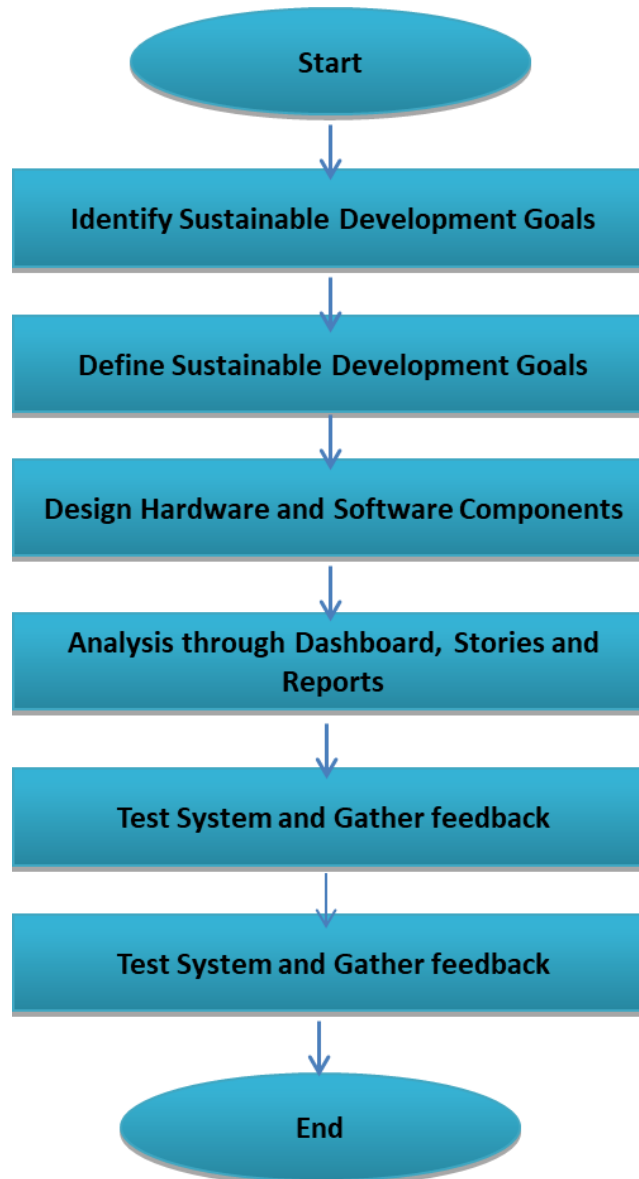 Start
Identify Sustainable Development Goals
Define Sustainable Development Goals
Design Hardware and Software Components
Analysis through Dashboard, Stories and
Reports
Test System and Gather feedback
Test System and Gather feedback
End